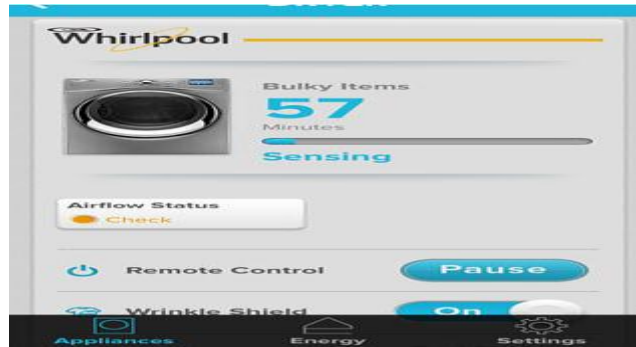 Whirlpool
Bulky Items
57
Minutes
Sensing
Airflow Status
Check
Remote Control
Pause
Wrinkle Shield
On
Appliances
Energy
Settings